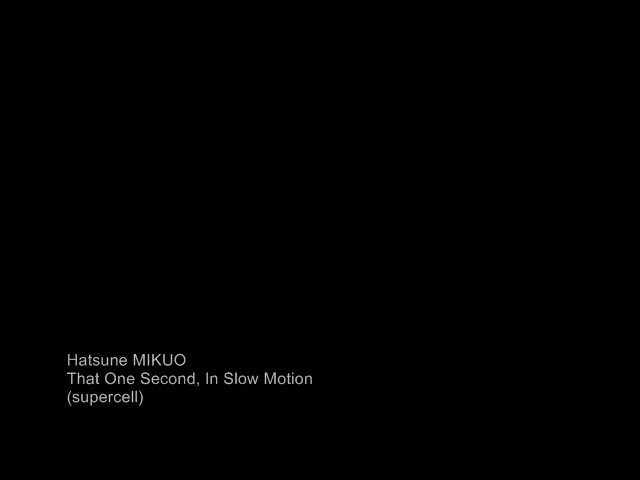 Hatsune MIKUO
That One Second, In Slow Motion
(supercell)